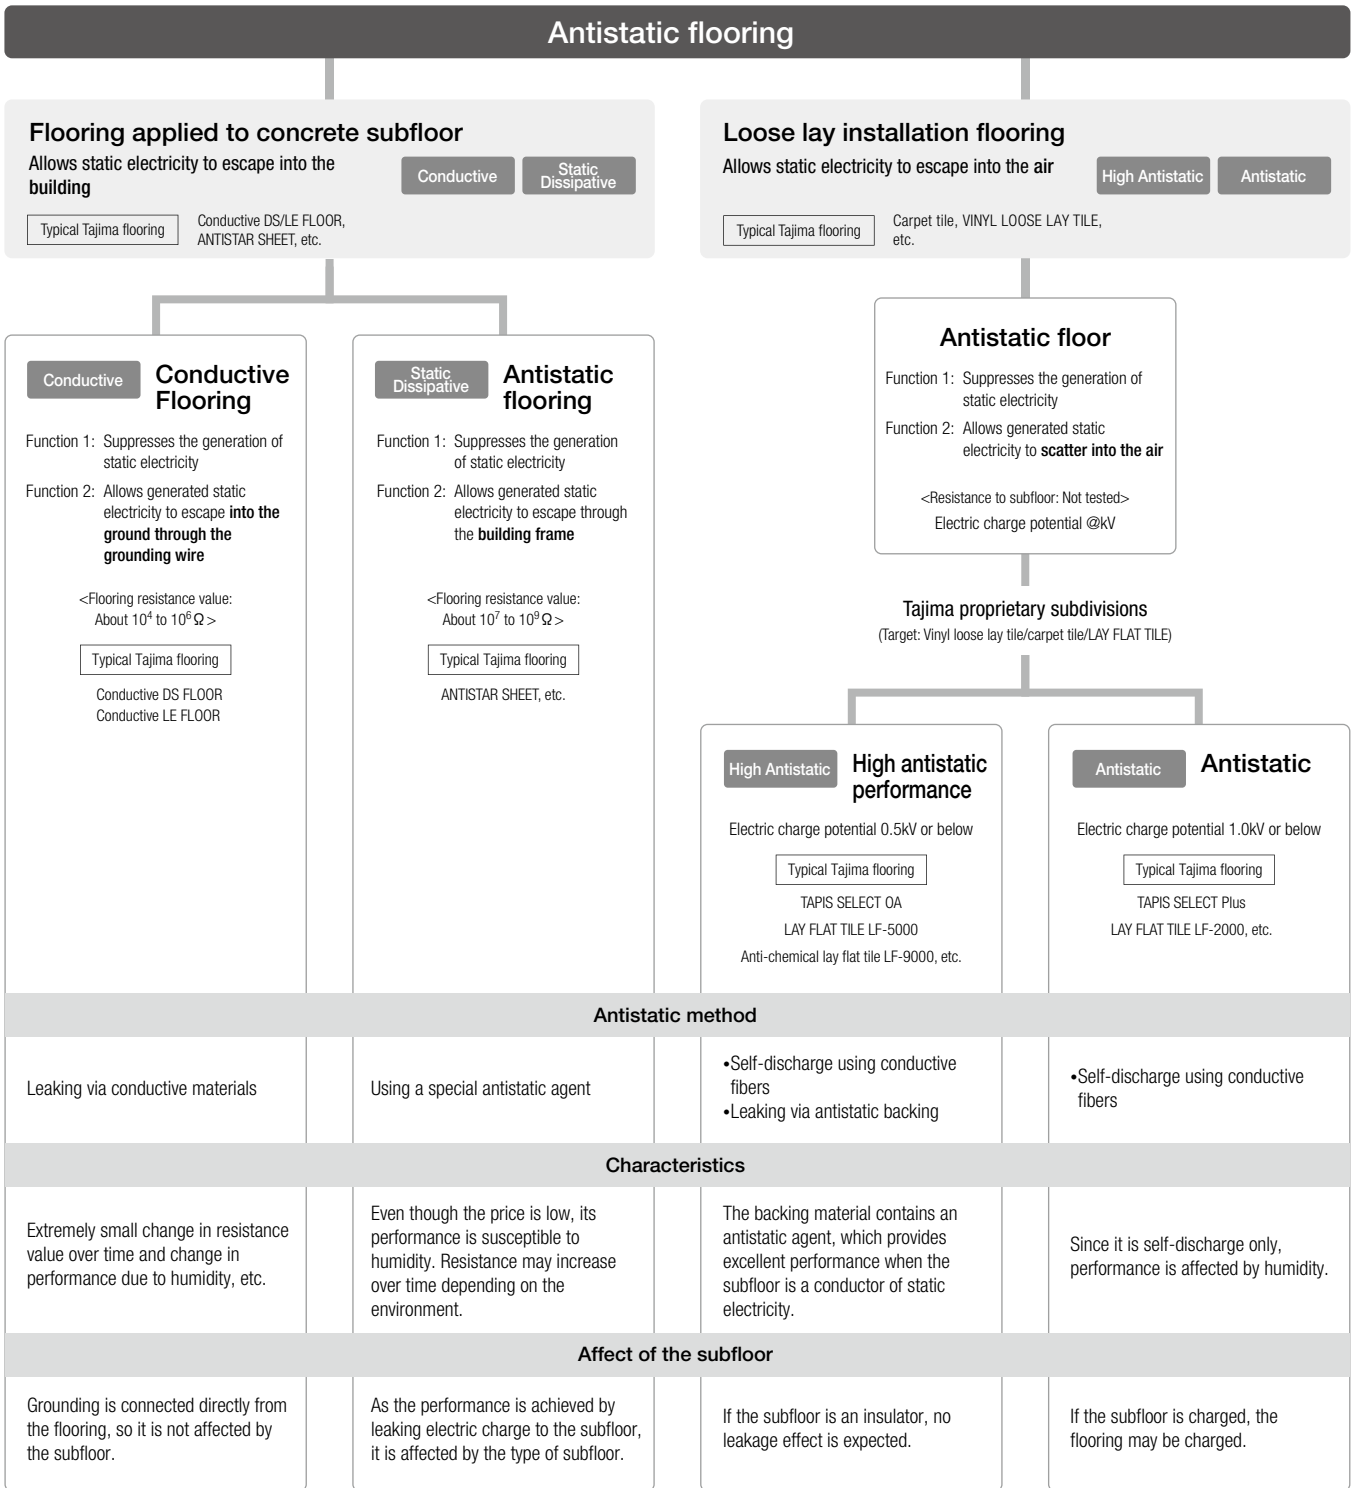 Antistatic flooring
Flooring applied to concrete subfloor
Allows static electricity to escape into the
building
Conductive
Static
Dissipative
Typical Tajima flooring
Conductive DS/LE FLOOR,
ANTISTAR SHEET, etc.
Loose lay installation flooring
Allows static electricity to escape into the air
High Antistatic
Antistatic
Typical Tajima flooring
Carpet tile, VINYL LOOSE LAY TILE,
etc.
Conductive
Conductive
Flooring
Function 1: Suppresses the generation of
static electricity
Function 2: Allows generated static
electricity to escape into the
ground through the
grounding wire
<Flooring resistance value:
About 10⁴ to 10⁶ Ω >
Typical Tajima flooring
Conductive DS FLOOR
Conductive LE FLOOR
Static
Dissipative
Antistatic
flooring
Function 1: Suppresses the generation
of static electricity
Function 2: Allows generated static
electricity to escape through
the building frame
<Flooring resistance value:
About 10⁷ to 10⁹ Ω >
Typical Tajima flooring
ANTISTAR SHEET, etc.
Antistatic floor
Function 1: Suppresses the generation of
static electricity
Function 2: Allows generated static
electricity to scatter into the air
<Resistance to subfloor: Not tested>
Electric charge potential @kV
Tajima proprietary subdivisions
(Target: Vinyl loose lay tile/carpet tile/LAY FLAT TILE)
High Antistatic
High antistatic
performance
Electric charge potential 0.5kV or below
Typical Tajima flooring
TAPIS SELECT OA
LAY FLAT TILE LF-5000
Anti-chemical lay flat tile LF-9000, etc.
Antistatic
Antistatic
Electric charge potential 1.0kV or below
Typical Tajima flooring
TAPIS SELECT Plus
LAY FLAT TILE LF-2000, etc.
Antistatic method
Leaking via conductive materials
Using a special antistatic agent
•Self-discharge using conductive
fibers
•Leaking via antistatic backing
•Self-discharge using conductive
fibers
Characteristics
Extremely small change in resistance
value over time and change in
performance due to humidity, etc.
Even though the price is low, its
performance is susceptible to
humidity. Resistance may increase
over time depending on the
environment.
The backing material contains an
antistatic agent, which provides
excellent performance when the
subfloor is a conductor of static
electricity.
Since it is self-discharge only,
performance is affected by humidity.
Affect of the subfloor
Grounding is connected directly from
the flooring, so it is not affected by
the subfloor.
As the performance is achieved by
leaking electric charge to the subfloor,
it is affected by the type of subfloor.
If the subfloor is an insulator, no
leakage effect is expected.
If the subfloor is charged, the
flooring may be charged.